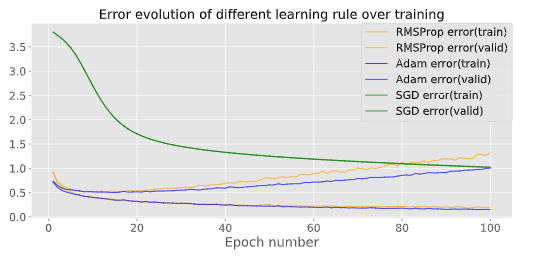 Error evolution of different learning rule over training
RMSProp error(train)
RMSProp error(valid)
Adam error(train)
Adam error(valid)
SGD error(train)
SGD error(valid)
3.5
3.0
2.5
2.0
1.5
1.0
0.5
0.0
0 20 40 60 80 100
Epoch number